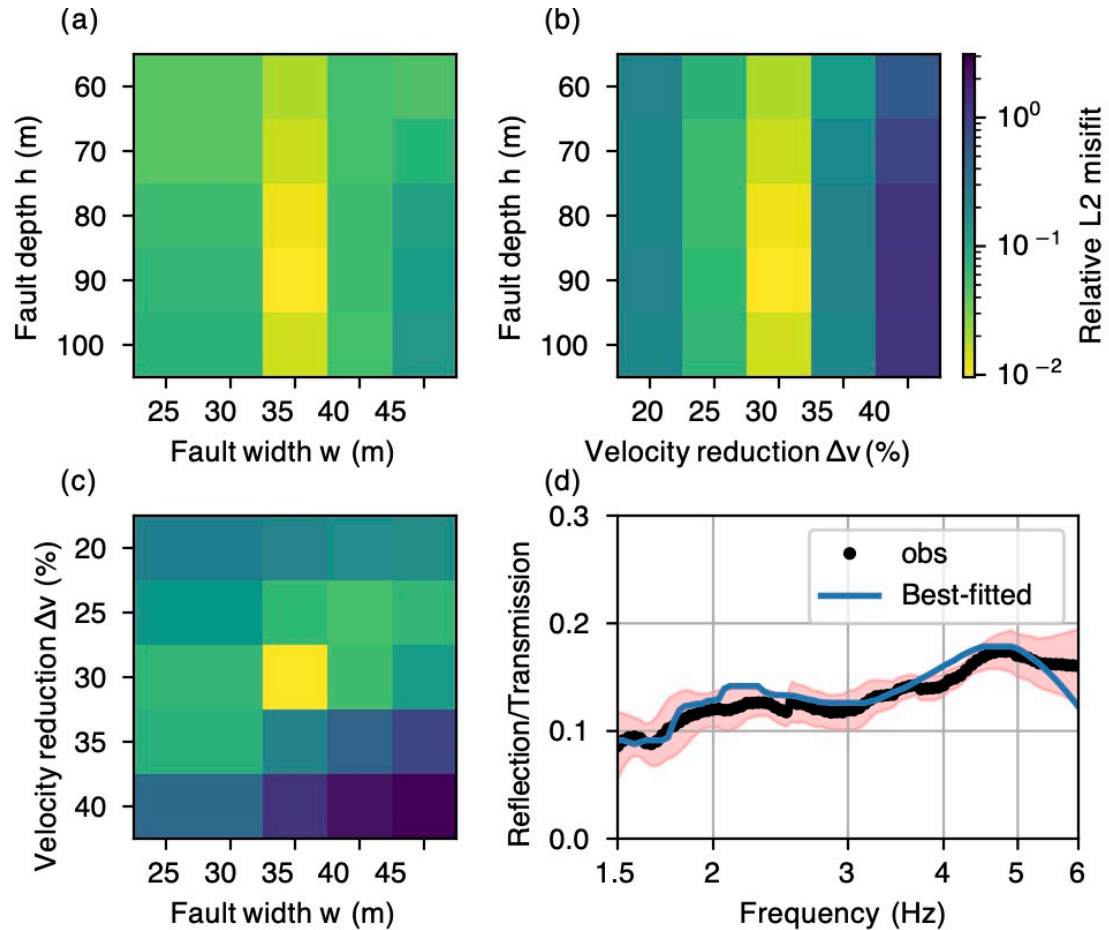 (a)
Fault depth h (m)
60
70
80
90
100
25 30 35 40 45
Fault width w (m)
(b)
Fault depth h (m)
60
70
80
90
100
20 25 30 35 40
Velocity reduction Δv (%)
Relative L2 misifit
10⁰
10⁻¹
10⁻²
(c)
Velocity reduction Δv (%)
20
25
30
35
40
25 30 35 40 45
Fault width w (m)
(d)
Reflection/Transmission
0.3
0.2
0.1
0.0
obs
Best-fitted
1.5 2 3 4 5 6
Frequency (Hz)